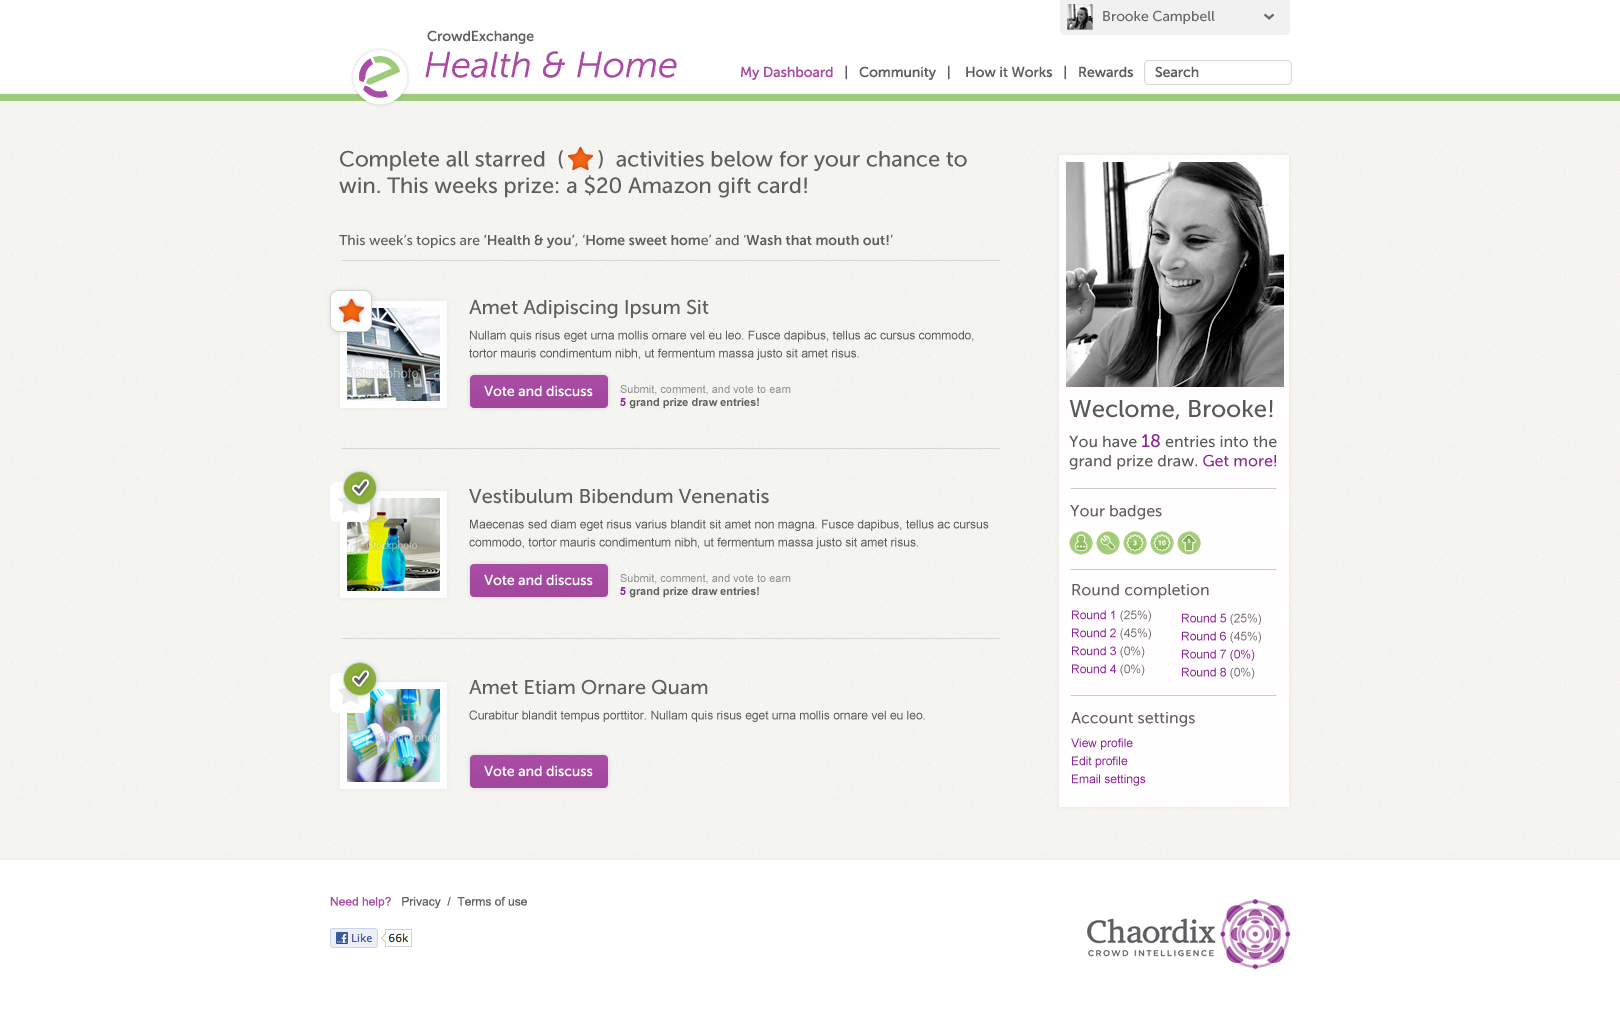 Brooke Campbell
CrowdExchange
Health & Home
My Dashboard | Community | How it Works | Rewards
Search
Complete all starred ( ) activities below for your chance to
win. This weeks prize: a $20 Amazon gift card!
This week's topics are 'Health & you', 'Home sweet home' and 'Wash that mouth out!'
Amet Adipiscing Ipsum Sit
Nullam quis risus eget urna mollis ornare vel eu leo. Fusce dapibus, tellus ac cursus commodo,
tortor mauris condimentum nibh, ut fermentum massa justo sit amet risus.
iStockphoto
Vote and discuss
Submit, comment, and vote to earn
5 grand prize draw entries!
Vestibulum Bibendum Venenatis
Maecenas sed diam eget risus varius blandit sit amet non magna. Fusce dapibus, tellus ac cursus
commodo, tortor mauris condimentum nibh, ut fermentum massa justo sit amet risus.
iStockphoto
Vote and discuss
Submit, comment, and vote to earn
5 grand prize draw entries!
Amet Etiam Ornare Quam
Curabitur blandit tempus porttitor. Nullam quis risus eget urna mollis ornare vel eu leo.
iStockphoto
Vote and discuss
Weclome, Brooke!
You have 18 entries into the
grand prize draw. Get more!
Your badges
3
10
Round completion
Round 1 (25%)
Round 2 (45%)
Round 3 (0%)
Round 4 (0%)
Round 5 (25%)
Round 6 (45%)
Round 7 (0%)
Round 8 (0%)
Account settings
View profile
Edit profile
Email settings
Need help? Privacy / Terms of use
Like 66k
Chaordix
CROWD INTELLIGENCE